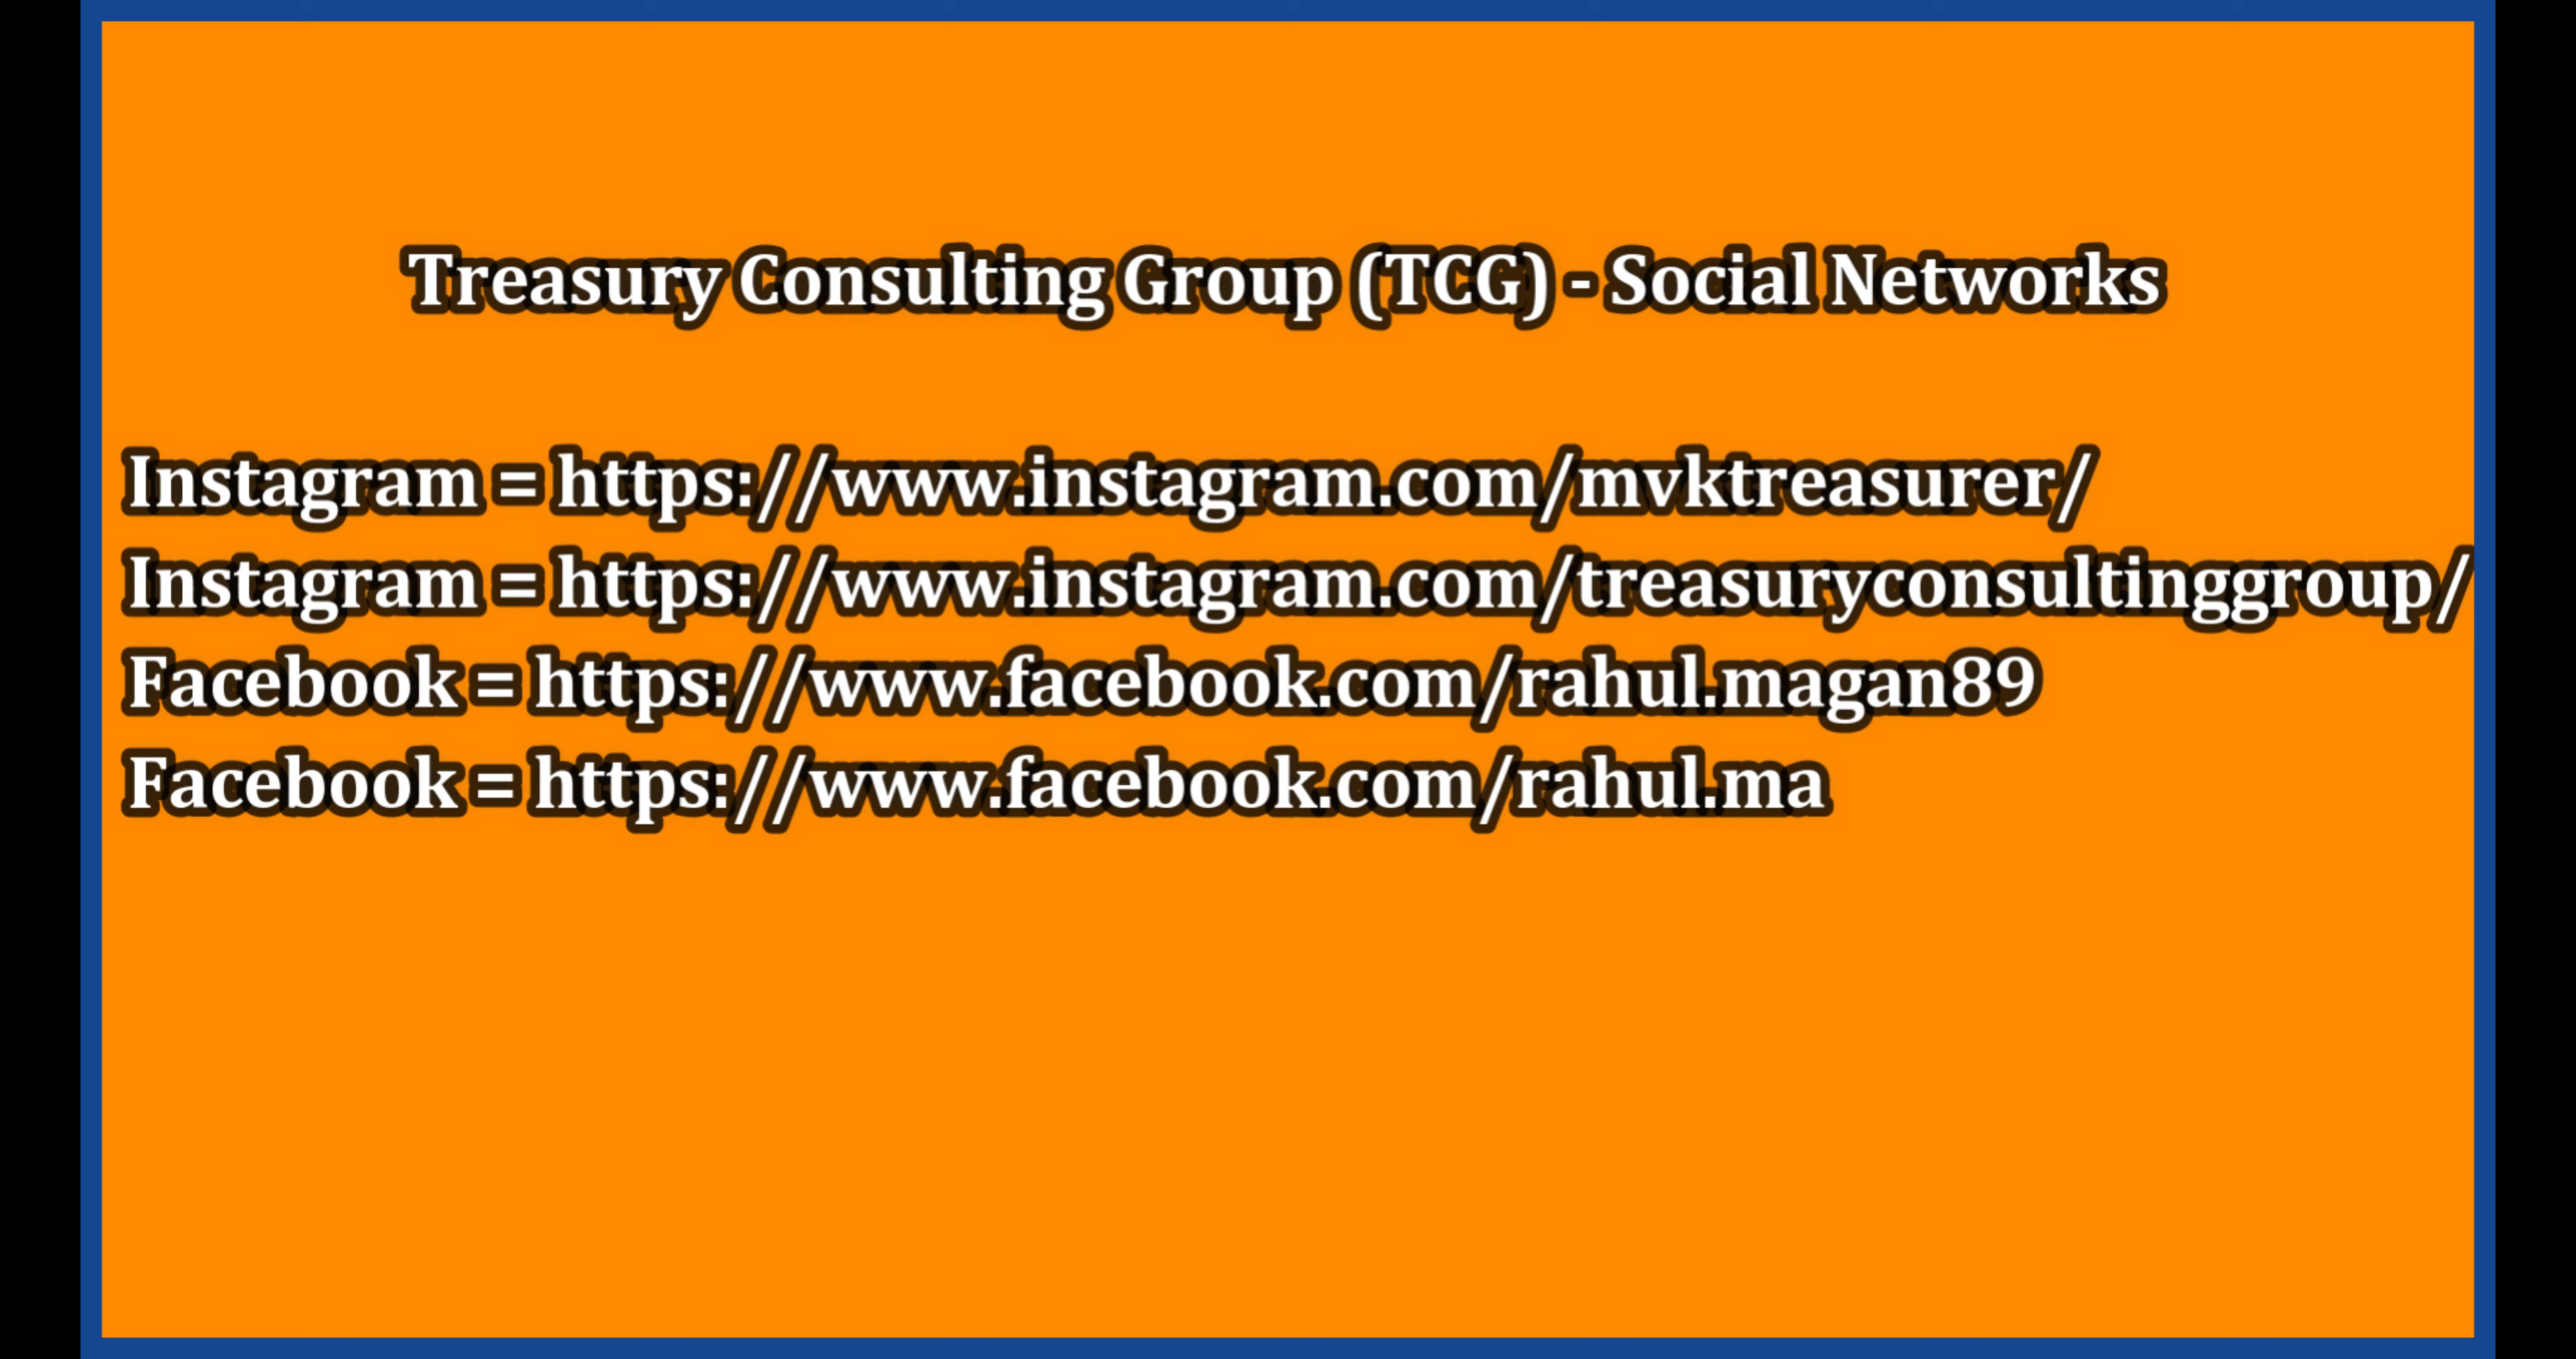 Treasury Consulting Group (TCG) - Social Networks
Instagram = https://www.instagram.com/mvktreasurer/
Instagram = https://www.instagram.com/treasuryconsultinggroup/
Facebook = https://www.facebook.com/rahul.magan89
Facebook = https://www.facebook.com/rahul.ma